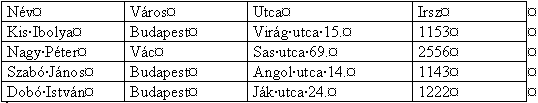 Név¤ Város¤ Utca¤ Irsz¤ ¤
Kis·Ibolya¤ Budapest¤ Virág·utca·15.¤ 1153¤ ¤
Nagy·Péter¤ Vác¤ Sas·utca·69.¤ 2556¤ ¤
Szabó·János¤ Budapest¤ Angol·utca·14.¤ 1143¤ ¤
Dobó·István¤ Budapest¤ Ják·utca·24.¤ 1222¤ ¤